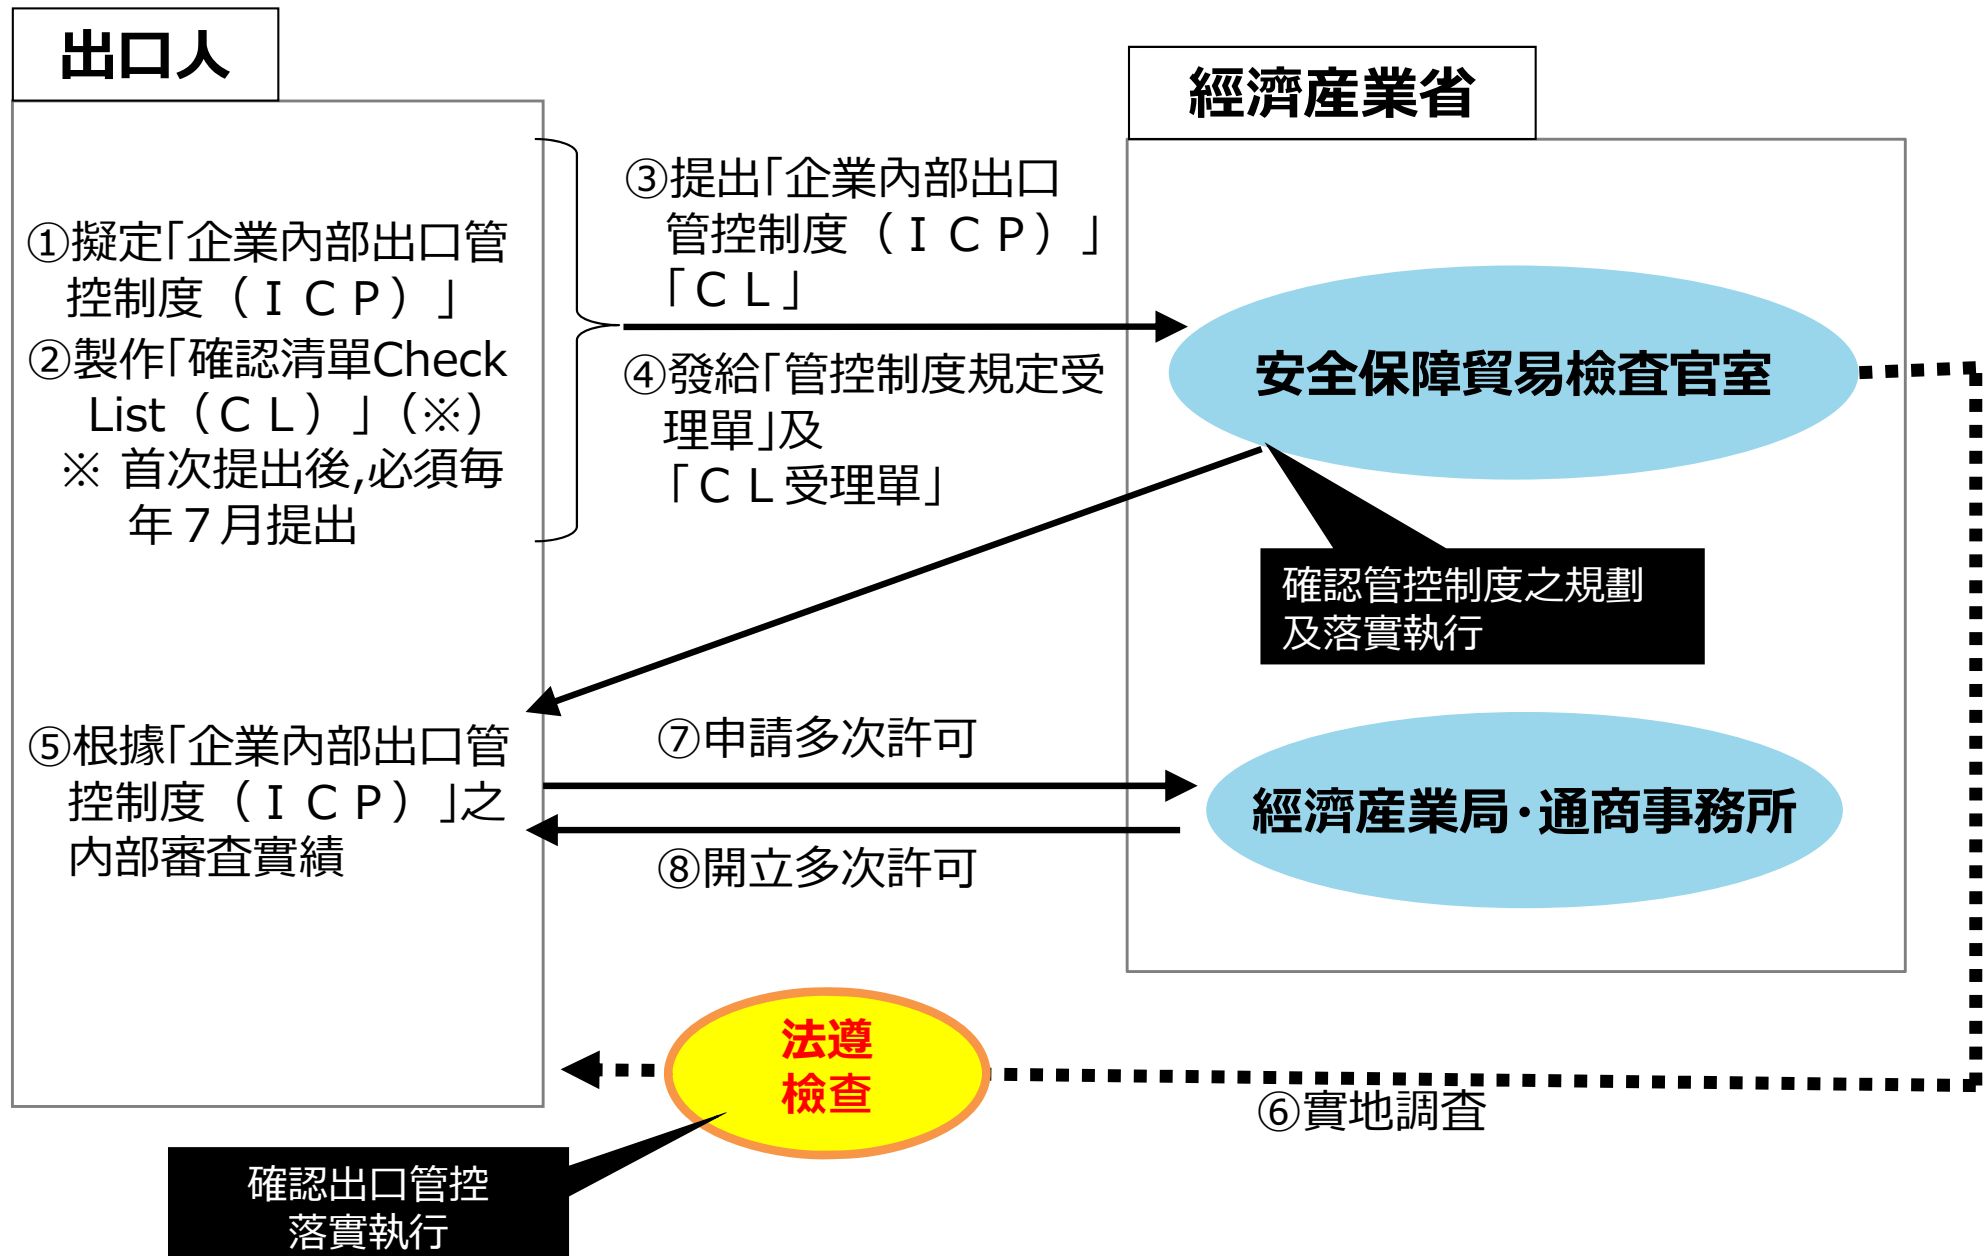 出口人
①擬定「企業內部出口管
控制度（ＩＣＰ）」
②製作「確認清單Check
List（ＣＬ）」（※）
※ 首次提出後,必須每
年７月提出
⑤根據「企業內部出口管
控制度（ＩＣＰ）」之
內部審查實績
③提出「企業內部出口
管控制度（ＩＣＰ）」
「ＣＬ」
④發給「管控制度規定受
理單」及
「ＣＬ受理單」
⑦申請多次許可
⑧開立多次許可
經濟産業省
安全保障貿易檢查官室
確認管控制度之規劃
及落實執行
經濟産業局･通商事務所
法遵
檢查
⑥實地調查
確認出口管控
落實執行